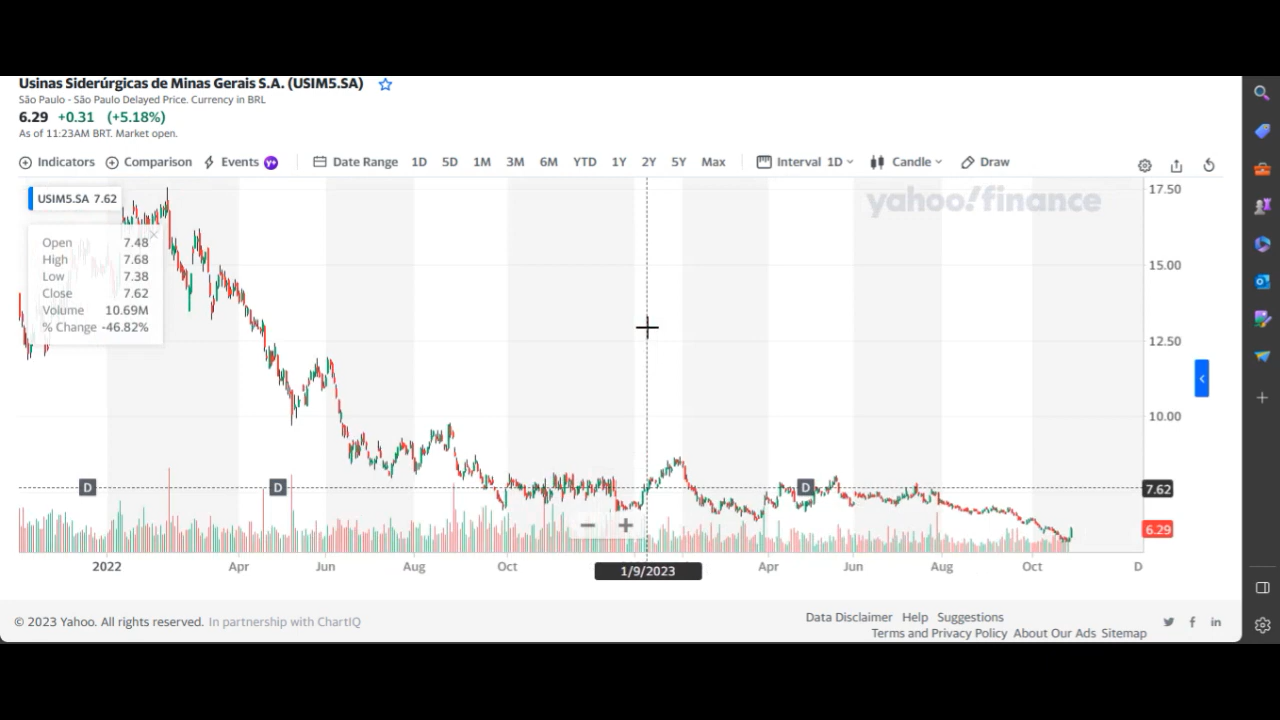 Usinas Siderúrgicas de Minas Gerais S.A. (USIM5.SA)
São Paulo - São Paulo Delayed Price. Currency in BRL
6.29 +0.31 (+5.18%)
As of 11:23AM BRT. Market open.
Indicators Comparison Events Y+ Date Range 1D 5D 1M 3M 6M YTD 1Y 2Y 5Y Max Interval 1D Candle Draw
USIM5.SA 7.62
yahoo!finance
17.50
Open 7.48
High 7.68
Low 7.38
Close 7.62
Volume 10.69M
% Change -46.82%
15.00
12.50
10.00
D D D
7.62
6.29
2022 Apr Jun Aug Oct 1/9/2023 Apr Jun Aug Oct D
© 2023 Yahoo. All rights reserved. In partnership with ChartIQ
Data Disclaimer Help Suggestions
Terms and Privacy Policy About Our Ads Sitemap